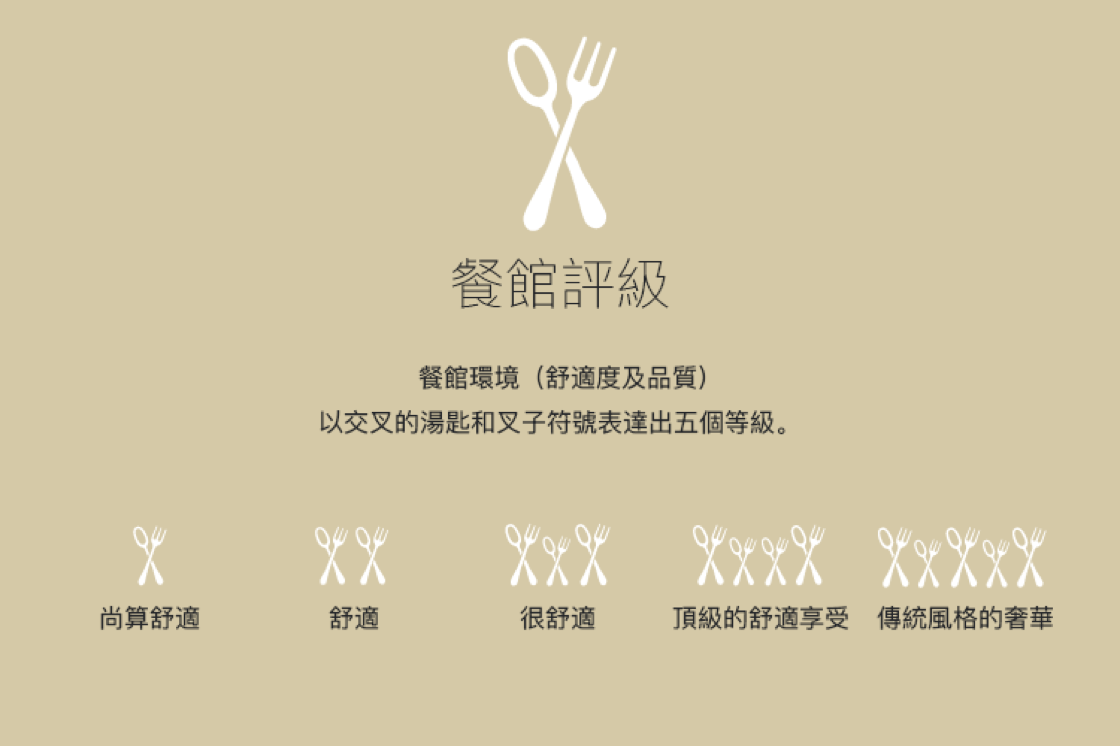 餐館評級
餐館環境（舒適度及品質）
以交叉的湯匙和叉子符號表達出五個等級。
尚算舒適
舒適
很舒適
頂級的舒適享受
傳統風格的奢華